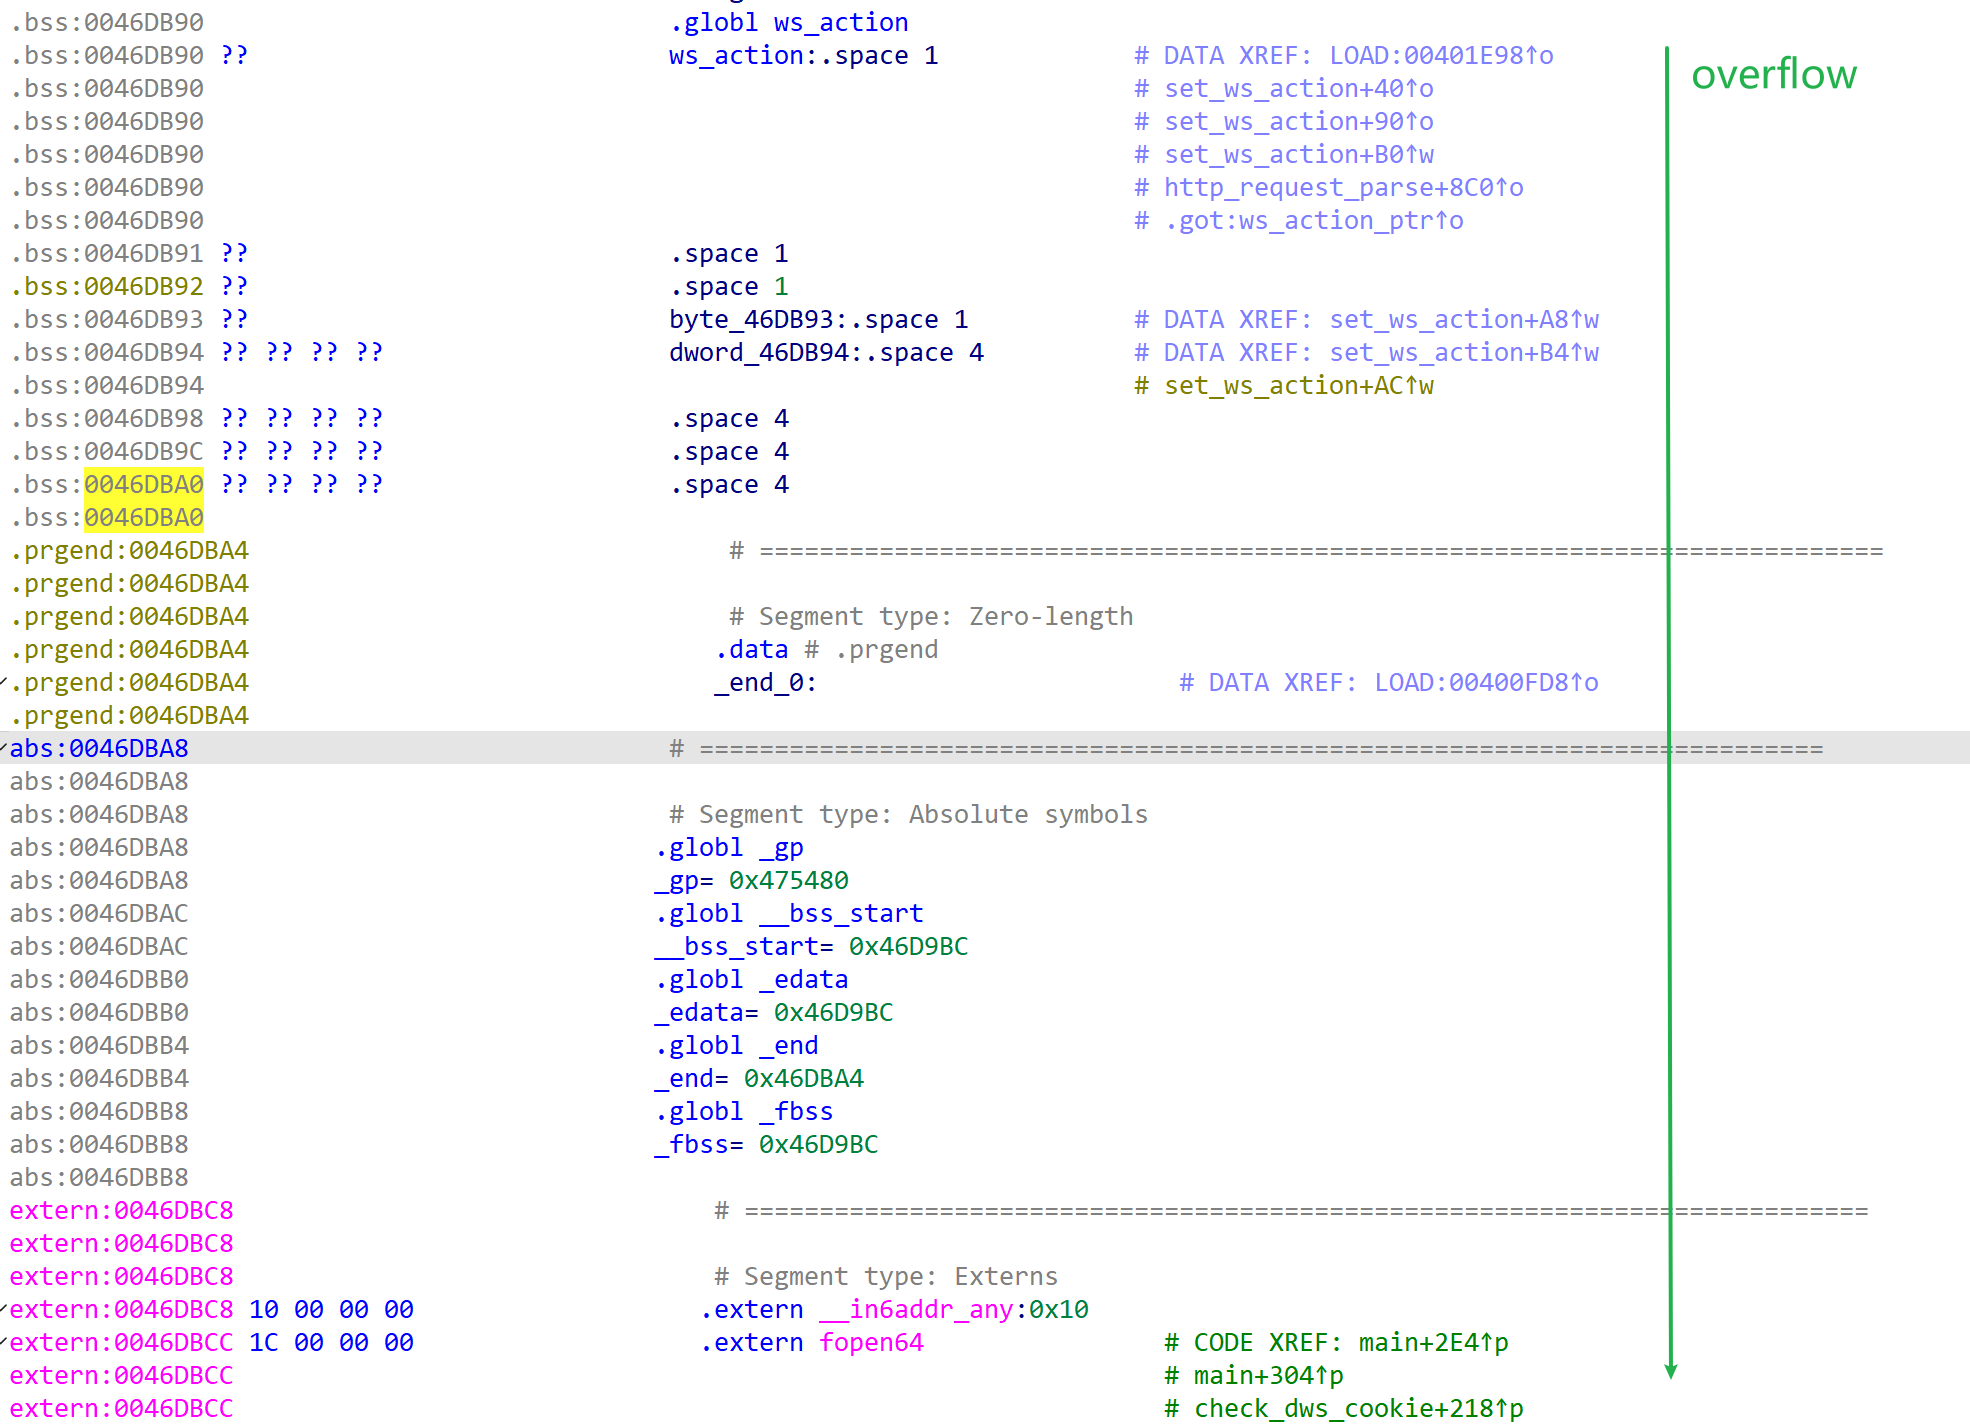 .bss:0046DB90 .globl ws_action
.bss:0046DB90 ?? ws_action:.space 1 # DATA XREF: LOAD:00401E98↑o
overflow
.bss:0046DB90 # set_ws_action+40↑o
.bss:0046DB90 # set_ws_action+90↑o
.bss:0046DB90 # set_ws_action+B0↑w
.bss:0046DB90 # http_request_parse+8C0↑o
.bss:0046DB90 # .got:ws_action_ptr↑o
.bss:0046DB91 ?? .space 1
.bss:0046DB92 ?? .space 1
.bss:0046DB93 ?? byte_46DB93:.space 1 # DATA XREF: set_ws_action+A8↑w
.bss:0046DB94 ?? ?? ?? ?? dword_46DB94:.space 4 # DATA XREF: set_ws_action+B4↑w
.bss:0046DB94 # set_ws_action+AC↑w
.bss:0046DB98 ?? ?? ?? ?? .space 4
.bss:0046DB9C ?? ?? ?? ?? .space 4
.bss:0046DBA0 ?? ?? ?? ?? .space 4
.bss:0046DBA0
.prgend:0046DBA4 # ===========================================================================
.prgend:0046DBA4
.prgend:0046DBA4 # Segment type: Zero-length
.prgend:0046DBA4 .data # .prgend
.prgend:0046DBA4 _end_0: # DATA XREF: LOAD:00400FD8↑o
.prgend:0046DBA4
abs:0046DBA8 # ===========================================================================
abs:0046DBA8
abs:0046DBA8 # Segment type: Absolute symbols
abs:0046DBA8 .globl _gp
abs:0046DBA8 _gp= 0x475480
abs:0046DBAC .globl __bss_start
abs:0046DBAC __bss_start= 0x46D9BC
abs:0046DBB0 .globl _edata
abs:0046DBB0 _edata= 0x46D9BC
abs:0046DBB4 .globl _end
abs:0046DBB4 _end= 0x46DBA4
abs:0046DBB8 .globl _fbss
abs:0046DBB8 _fbss= 0x46D9BC
abs:0046DBB8
extern:0046DBC8 # ===========================================================================
extern:0046DBC8
extern:0046DBC8 # Segment type: Externs
extern:0046DBC8 10 00 00 00 .extern __in6addr_any:0x10
extern:0046DBCC 1C 00 00 00 .extern fopen64 # CODE XREF: main+2E4↑p
extern:0046DBCC # main+304↑p
extern:0046DBCC # check_dws_cookie+218↑p